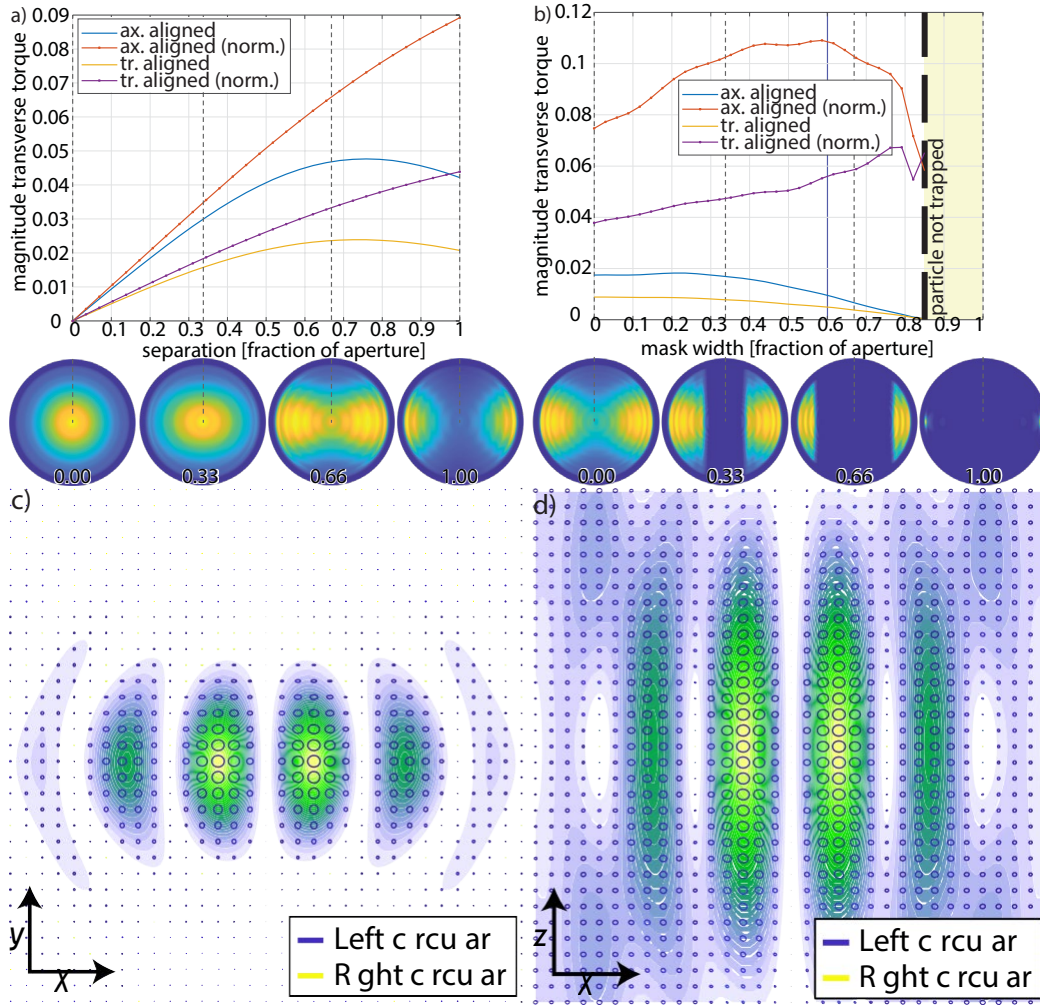 a)
magnitude transverse torque
0.09
0.08
0.07
0.06
0.05
0.04
0.03
0.02
0.01
0
ax. aligned
ax. aligned (norm.)
tr. aligned
tr. aligned (norm.)
0 0.1 0.2 0.3 0.4 0.5 0.6 0.7 0.8 0.9 1
separation [fraction of aperture]
0.00 0.33 0.66 1.00
b)
magnitude transverse torque
0.12
0.1
0.08
0.06
0.04
0.02
0
ax. aligned
ax. aligned (norm.)
tr. aligned
tr. aligned (norm.)
particle not trapped
0 0.1 0.2 0.3 0.4 0.5 0.6 0.7 0.8 0.9 1
mask width [fraction of aperture]
0.00 0.33 0.66 1.00
c)
y
x
Left c rcu ar
R ght c rcu ar
d)
z
x
Left c rcu ar
R ght c rcu ar